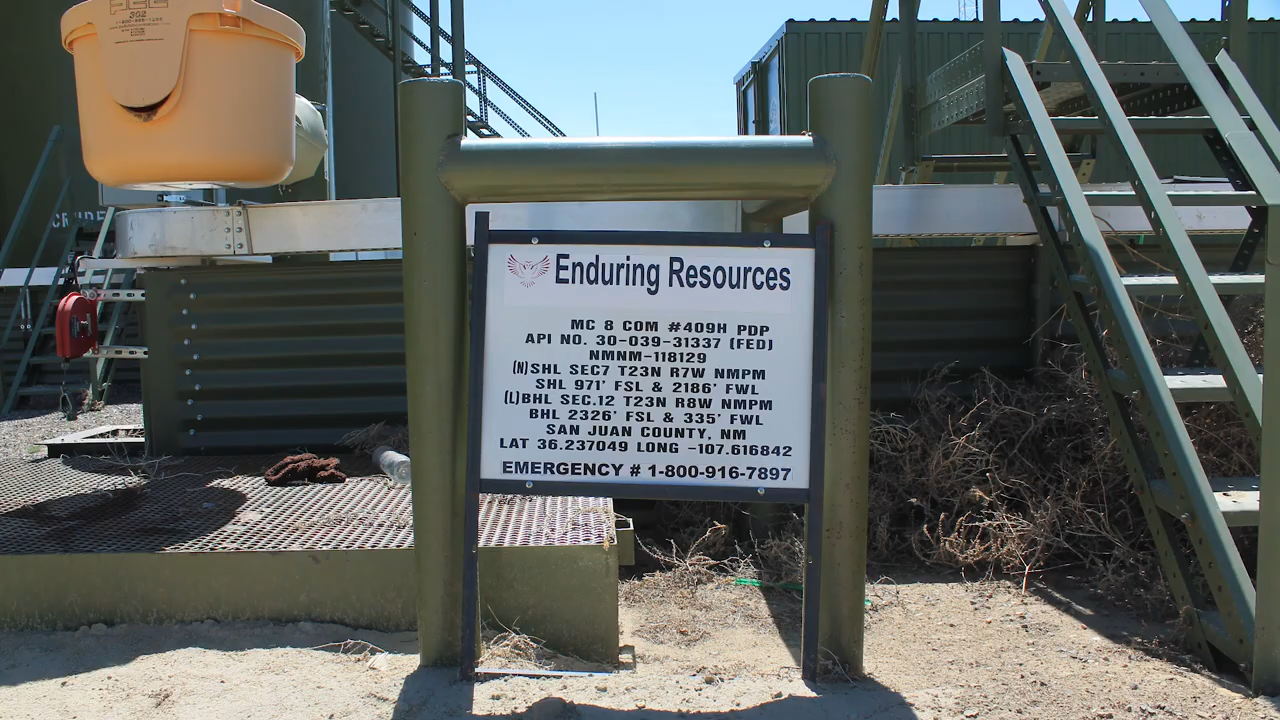 302
CRUDE
Enduring Resources
MC 8 COM #409H PDP
API NO. 30-039-31337 (FED)
NMNM-118129
(N)SHL SEC7 T23N R7W NMPM
SHL 971' FSL & 2186' FWL
(L)BHL SEC.12 T23N R8W NMPM
BHL 2326' FSL & 335' FWL
SAN JUAN COUNTY, NM
LAT 36.237049 LONG -107.616842
EMERGENCY # 1-800-916-7897